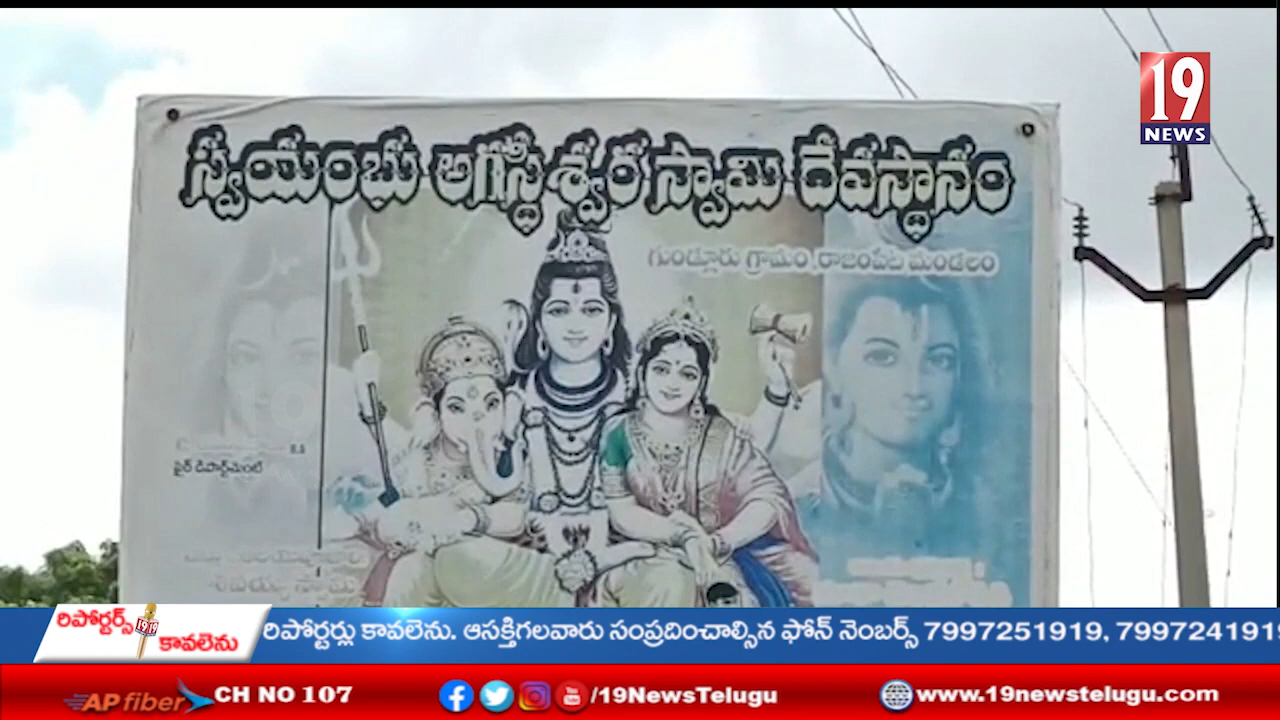 19
NEWS
స్వయంభు అగస్థీశ్వర స్వామి దేవస్థానం
గుండ్లూరు గ్రామం, రాజంపేట మండలం
ఫైర్ డిపార్ట్‌మెంట్
రిపోర్టర్స్
కావలెను
రిపోర్టర్లు కావలెను. ఆసక్తిగలవారు సంప్రదించాల్సిన ఫోన్ నెంబర్స్ 7997251919, 799724191
AP fiber CH NO 107 /19NewsTelugu www.19newstelugu.com